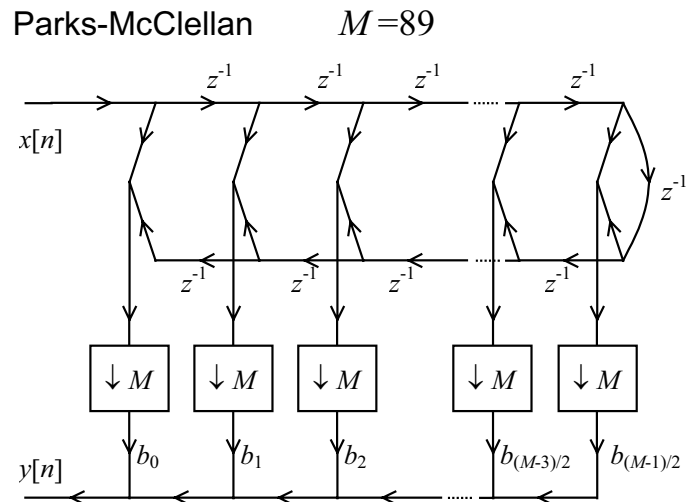 Parks-McClellan M=89
z⁻¹ z⁻¹ z⁻¹ z⁻¹
x[n]
z⁻¹
z⁻¹ z⁻¹ z⁻¹ z⁻¹
↓ M ↓ M ↓ M ↓ M ↓ M
b₀ b₁ b₂ b₍M₋₃₎/₂ b₍M₋₁₎/₂
y[n]